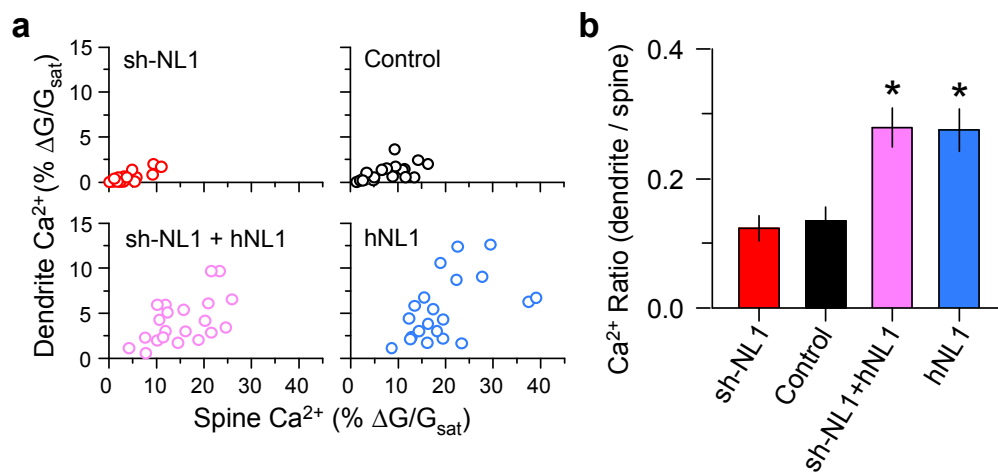 a
b
sh-NL1
Control
sh-NL1 + hNL1
hNL1
15
10
5
0
15
10
5
0
0 10 20 30 40
0 10 20 30 40
Dendrite Ca²⁺ (% ΔG/Gsat)
Spine Ca²⁺ (% ΔG/Gsat)
Ca²⁺ Ratio (dendrite / spine)
0.4
0.2
0.0
* *
sh-NL1
Control
sh-NL1+hNL1
hNL1